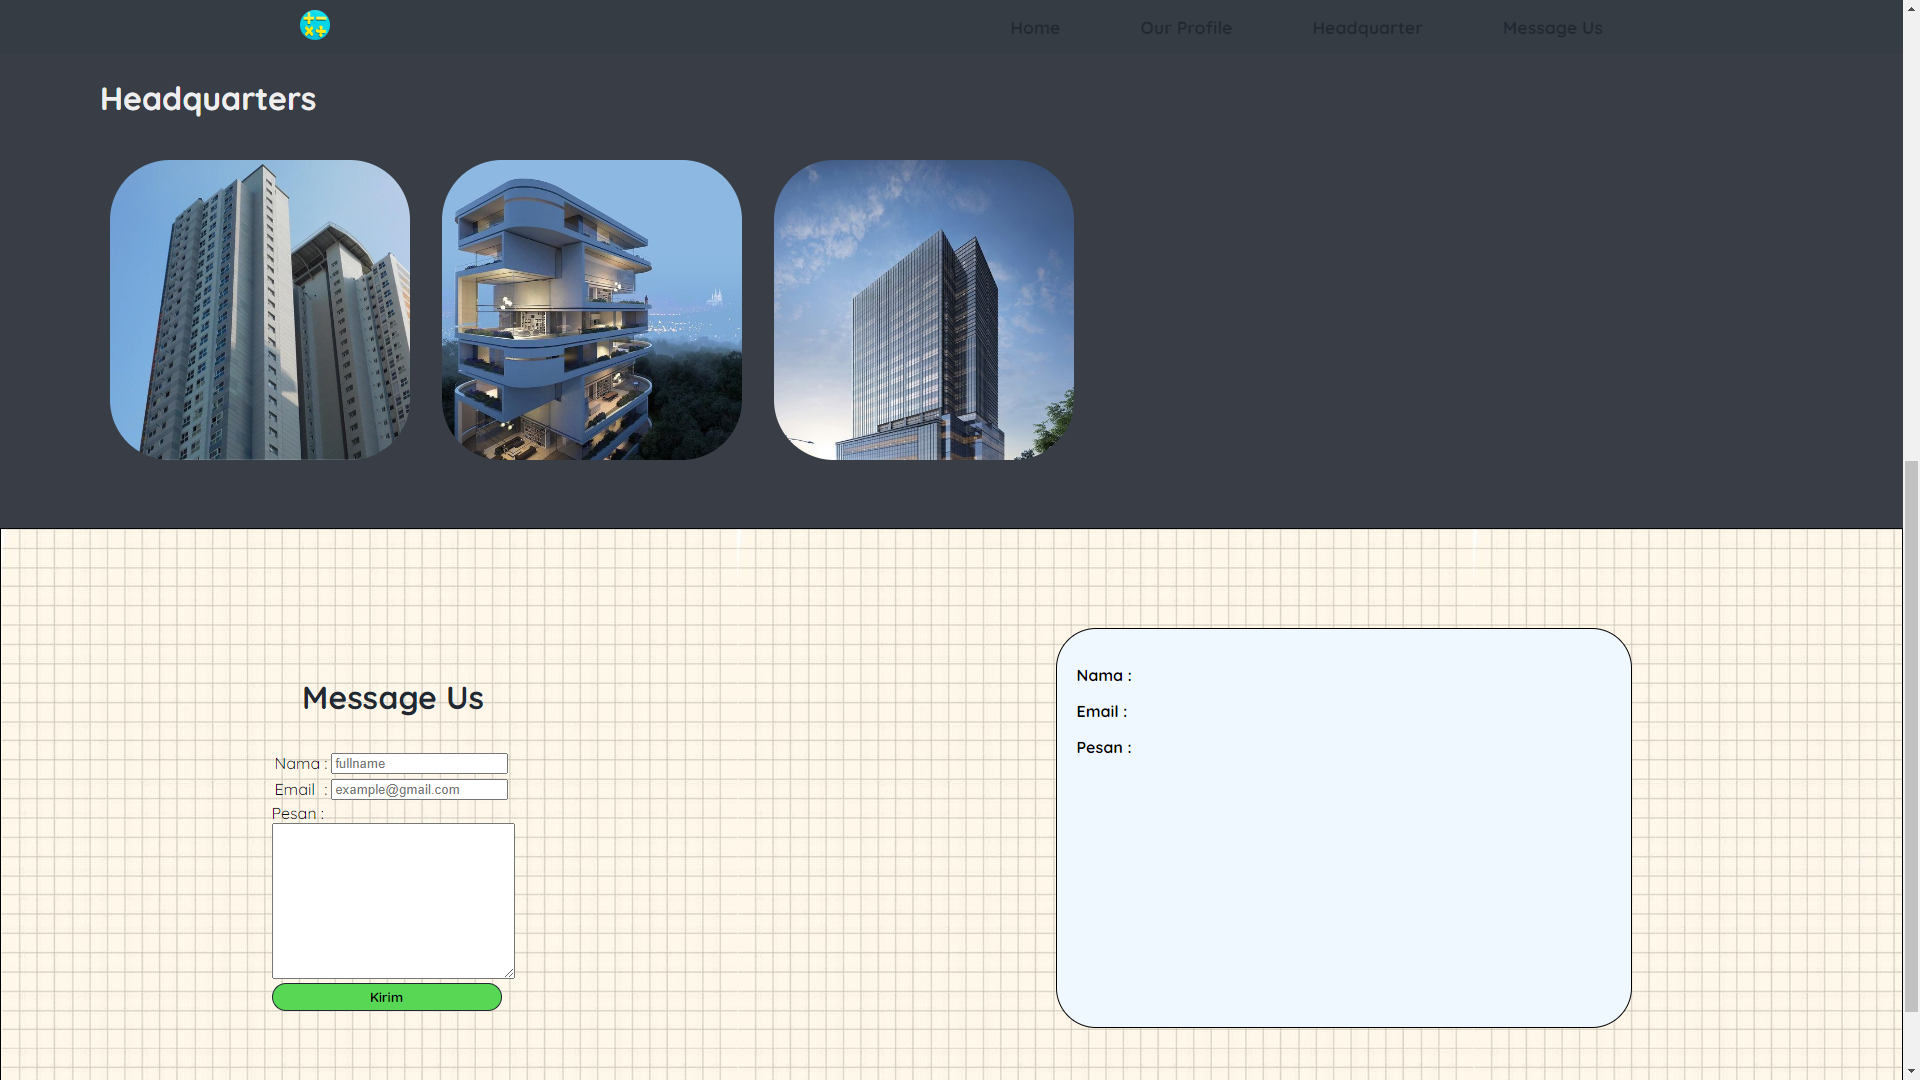 Home Our Profile Headquarter Message Us
Headquarters
Message Us
Nama : fullname
Email : example@gmail.com
Pesan :
Kirim
Nama :
Email :
Pesan :